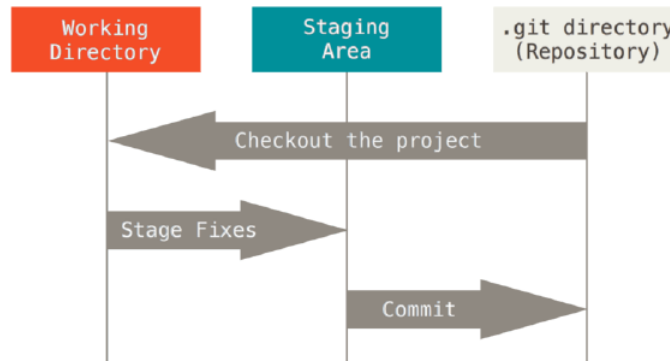 Working
Directory
Staging
Area
.git directory
(Repository)
Checkout the project
Stage Fixes
Commit